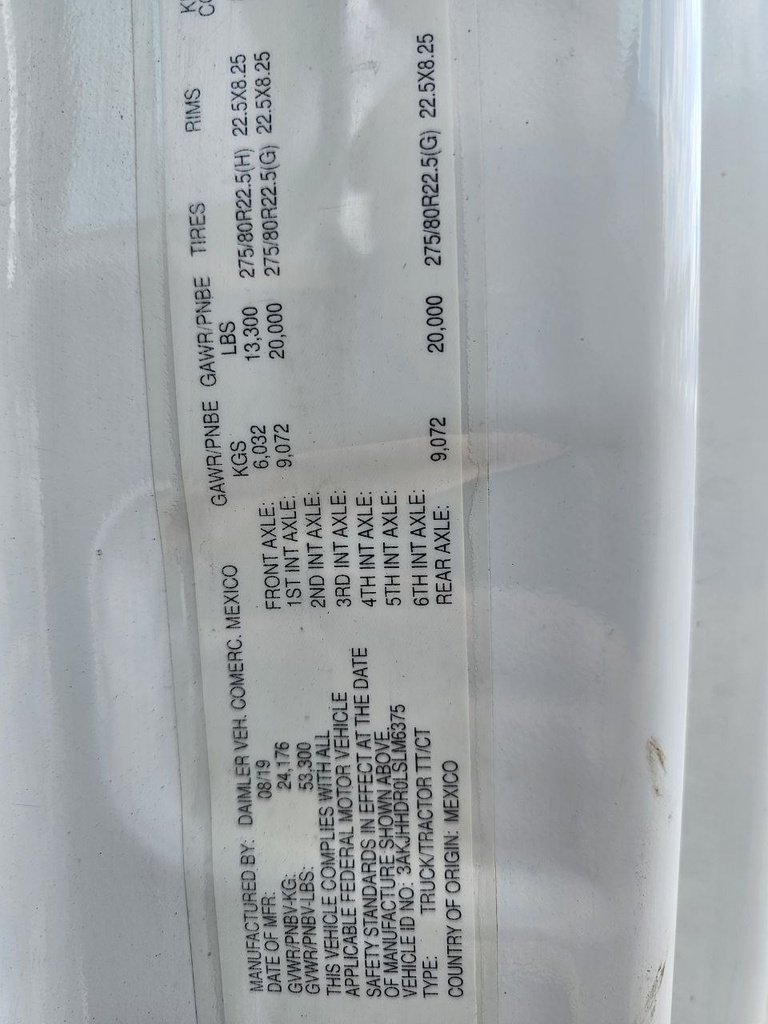 MANUFACTURED BY: DAIMLER VEH. COMERC. MEXICO
DATE OF MFR: 08/19
GVWR/PNBV-KG: 24,176
GVWR/PNBV-LBS: 53,300
THIS VEHICLE COMPLIES WITH ALL
APPLICABLE FEDERAL MOTOR VEHICLE
SAFETY STANDARDS IN EFFECT AT THE DATE
OF MANUFACTURE SHOWN ABOVE.
VEHICLE ID NO: 3AKJHHDR0LSLM6375
TYPE: TRUCK/TRACTOR TT/CT
COUNTRY OF ORIGIN: MEXICO
GAWR/PNBE GAWR/PNBE TIRES RIMS
KGS LBS
FRONT AXLE: 6,032 13,300 275/80R22.5(H) 22.5X8.25
1ST INT AXLE: 9,072 20,000 275/80R22.5(G) 22.5X8.25
2ND INT AXLE:
3RD INT AXLE:
4TH INT AXLE:
5TH INT AXLE:
6TH INT AXLE:
REAR AXLE: 9,072 20,000 275/80R22.5(G) 22.5X8.25